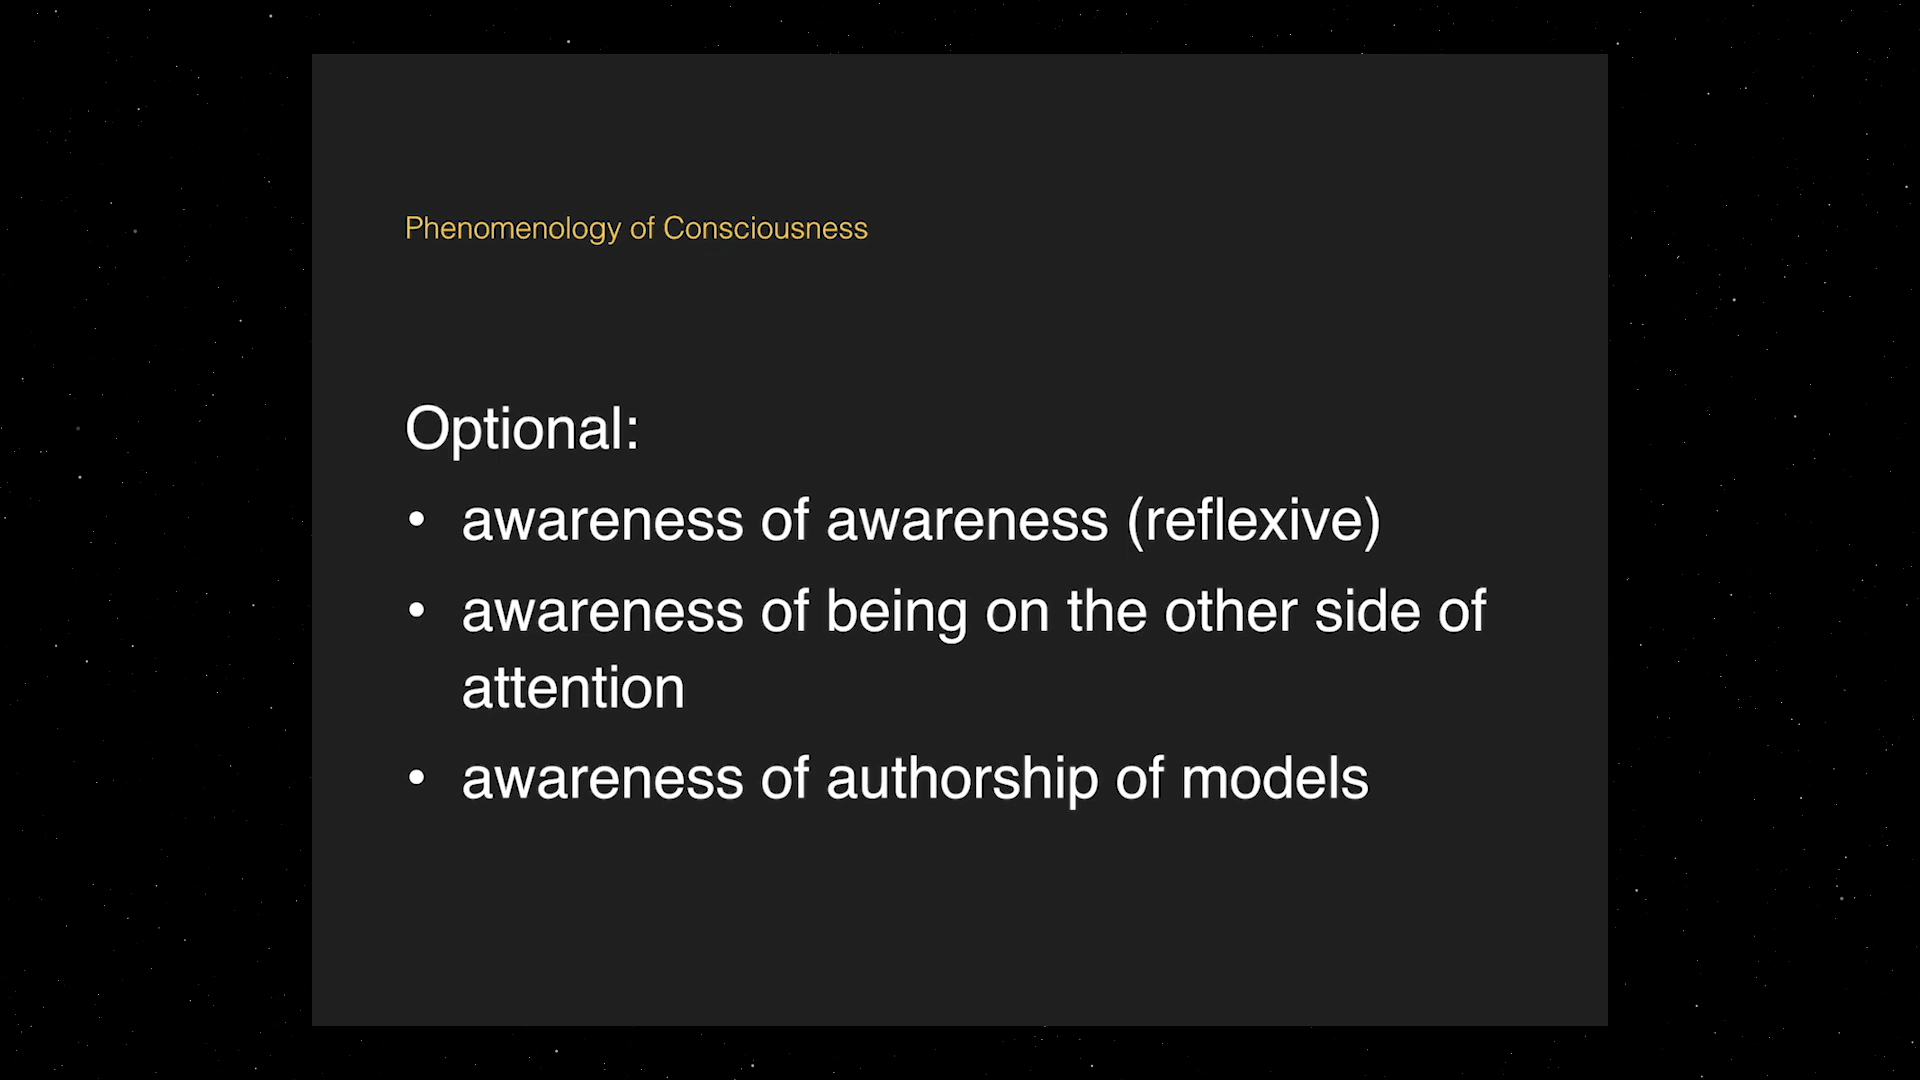 Phenomenology of Consciousness
Optional:
• awareness of awareness (reflexive)
• awareness of being on the other side of
attention
• awareness of authorship of models